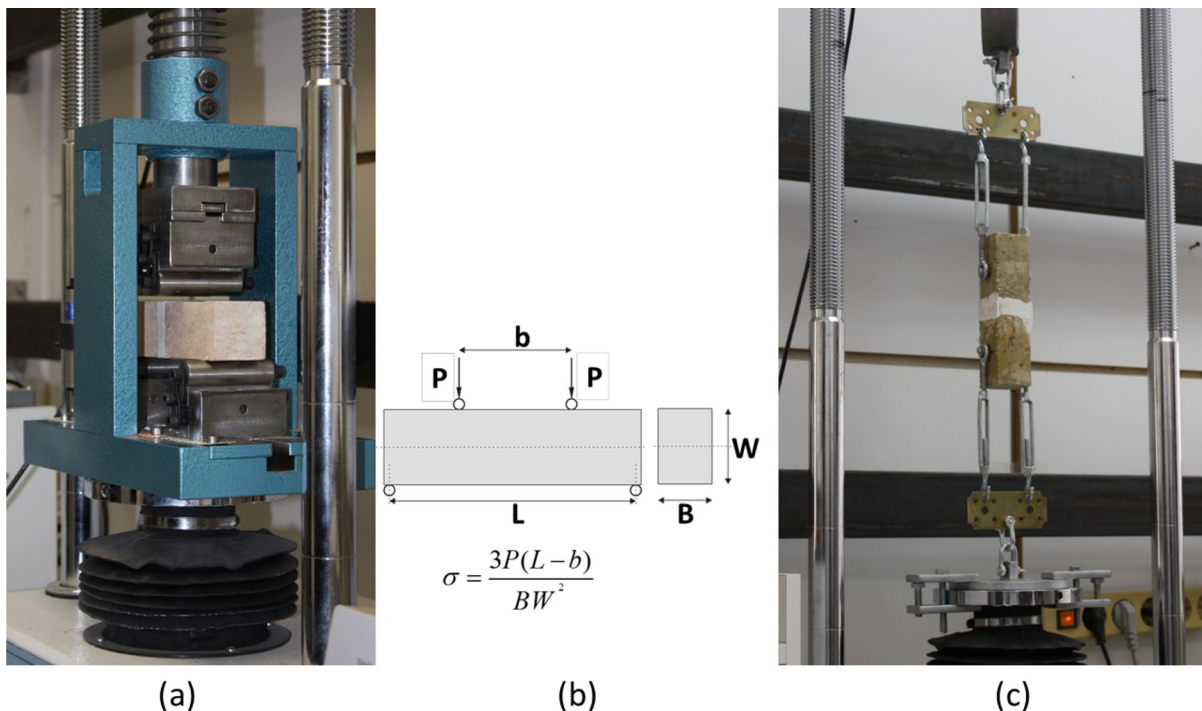 b
P P
W
L B
σ = 3P(L − b) / BW²
(a) (b) (c)